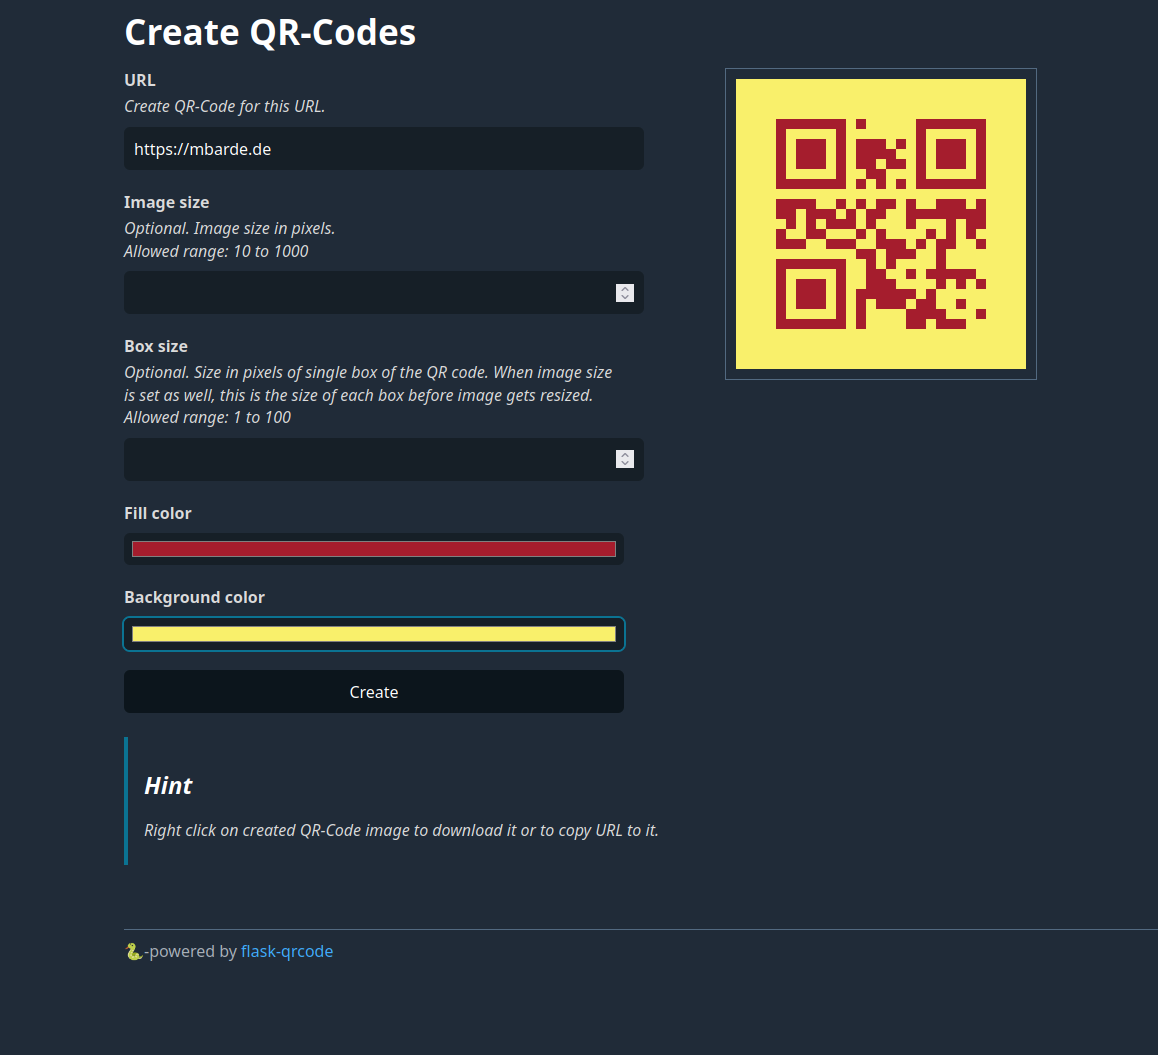 Create QR-Codes
URL
Create QR-Code for this URL.
https://mbarde.de
Image size
Optional. Image size in pixels.
Allowed range: 10 to 1000
Box size
Optional. Size in pixels of single box of the QR code. When image size
is set as well, this is the size of each box before image gets resized.
Allowed range: 1 to 100
Fill color
Background color
Create
Hint
Right click on created QR-Code image to download it or to copy URL to it.
🐍-powered by flask-qrcode